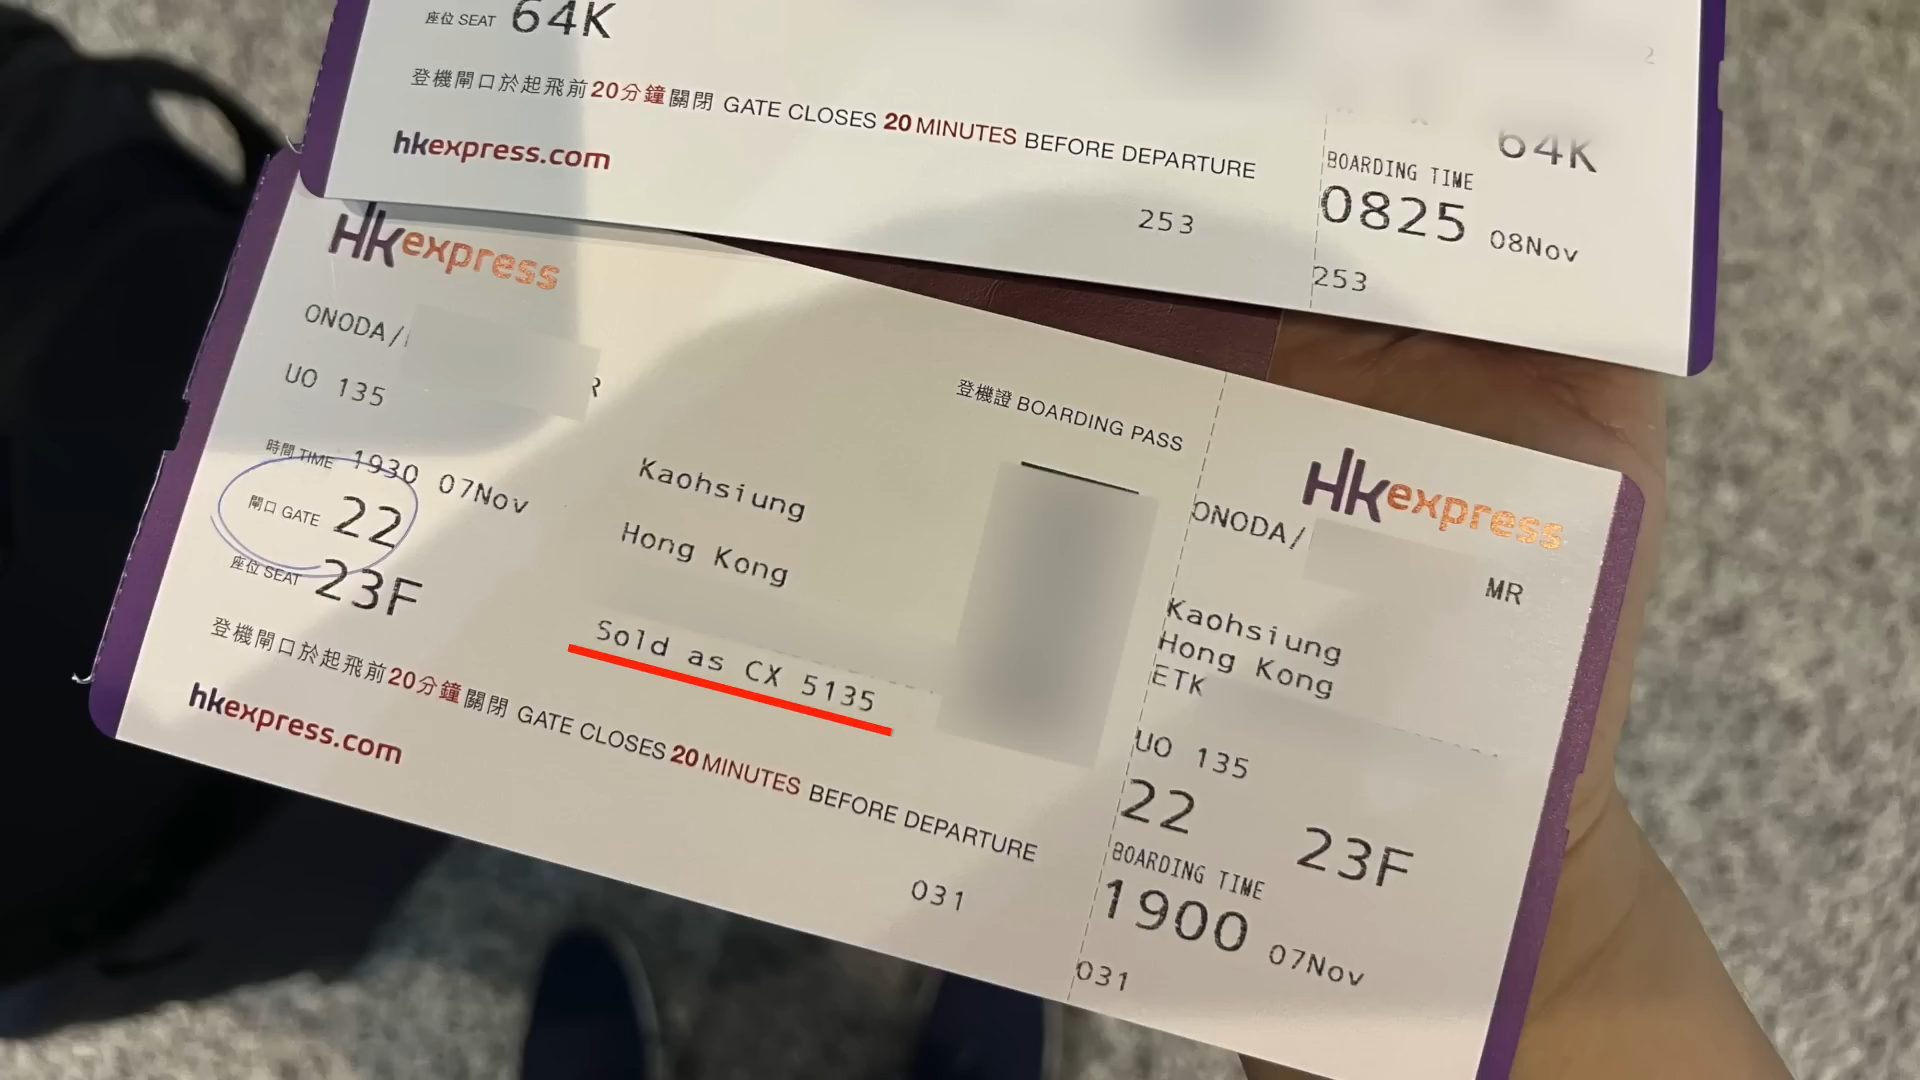 座位 SEAT 64K
登機閘口於起飛前20分鐘關閉 GATE CLOSES 20 MINUTES BEFORE DEPARTURE
hkexpress.com
253
2
64K
BOARDING TIME
0825 08Nov
253
HK express
ONODA/
R
UO 135
時間 TIME 1930 07Nov
閘口 GATE 22
座位 SEAT 23F
登機證 BOARDING PASS
Kaohsiung
Hong Kong
Sold as CX 5135
登機閘口於起飛前20分鐘關閉 GATE CLOSES 20 MINUTES BEFORE DEPARTURE
hkexpress.com
031
HK express
ONODA/
MR
Kaohsiung
Hong Kong
ETK
UO 135
22 23F
BOARDING TIME
1900 07Nov
031